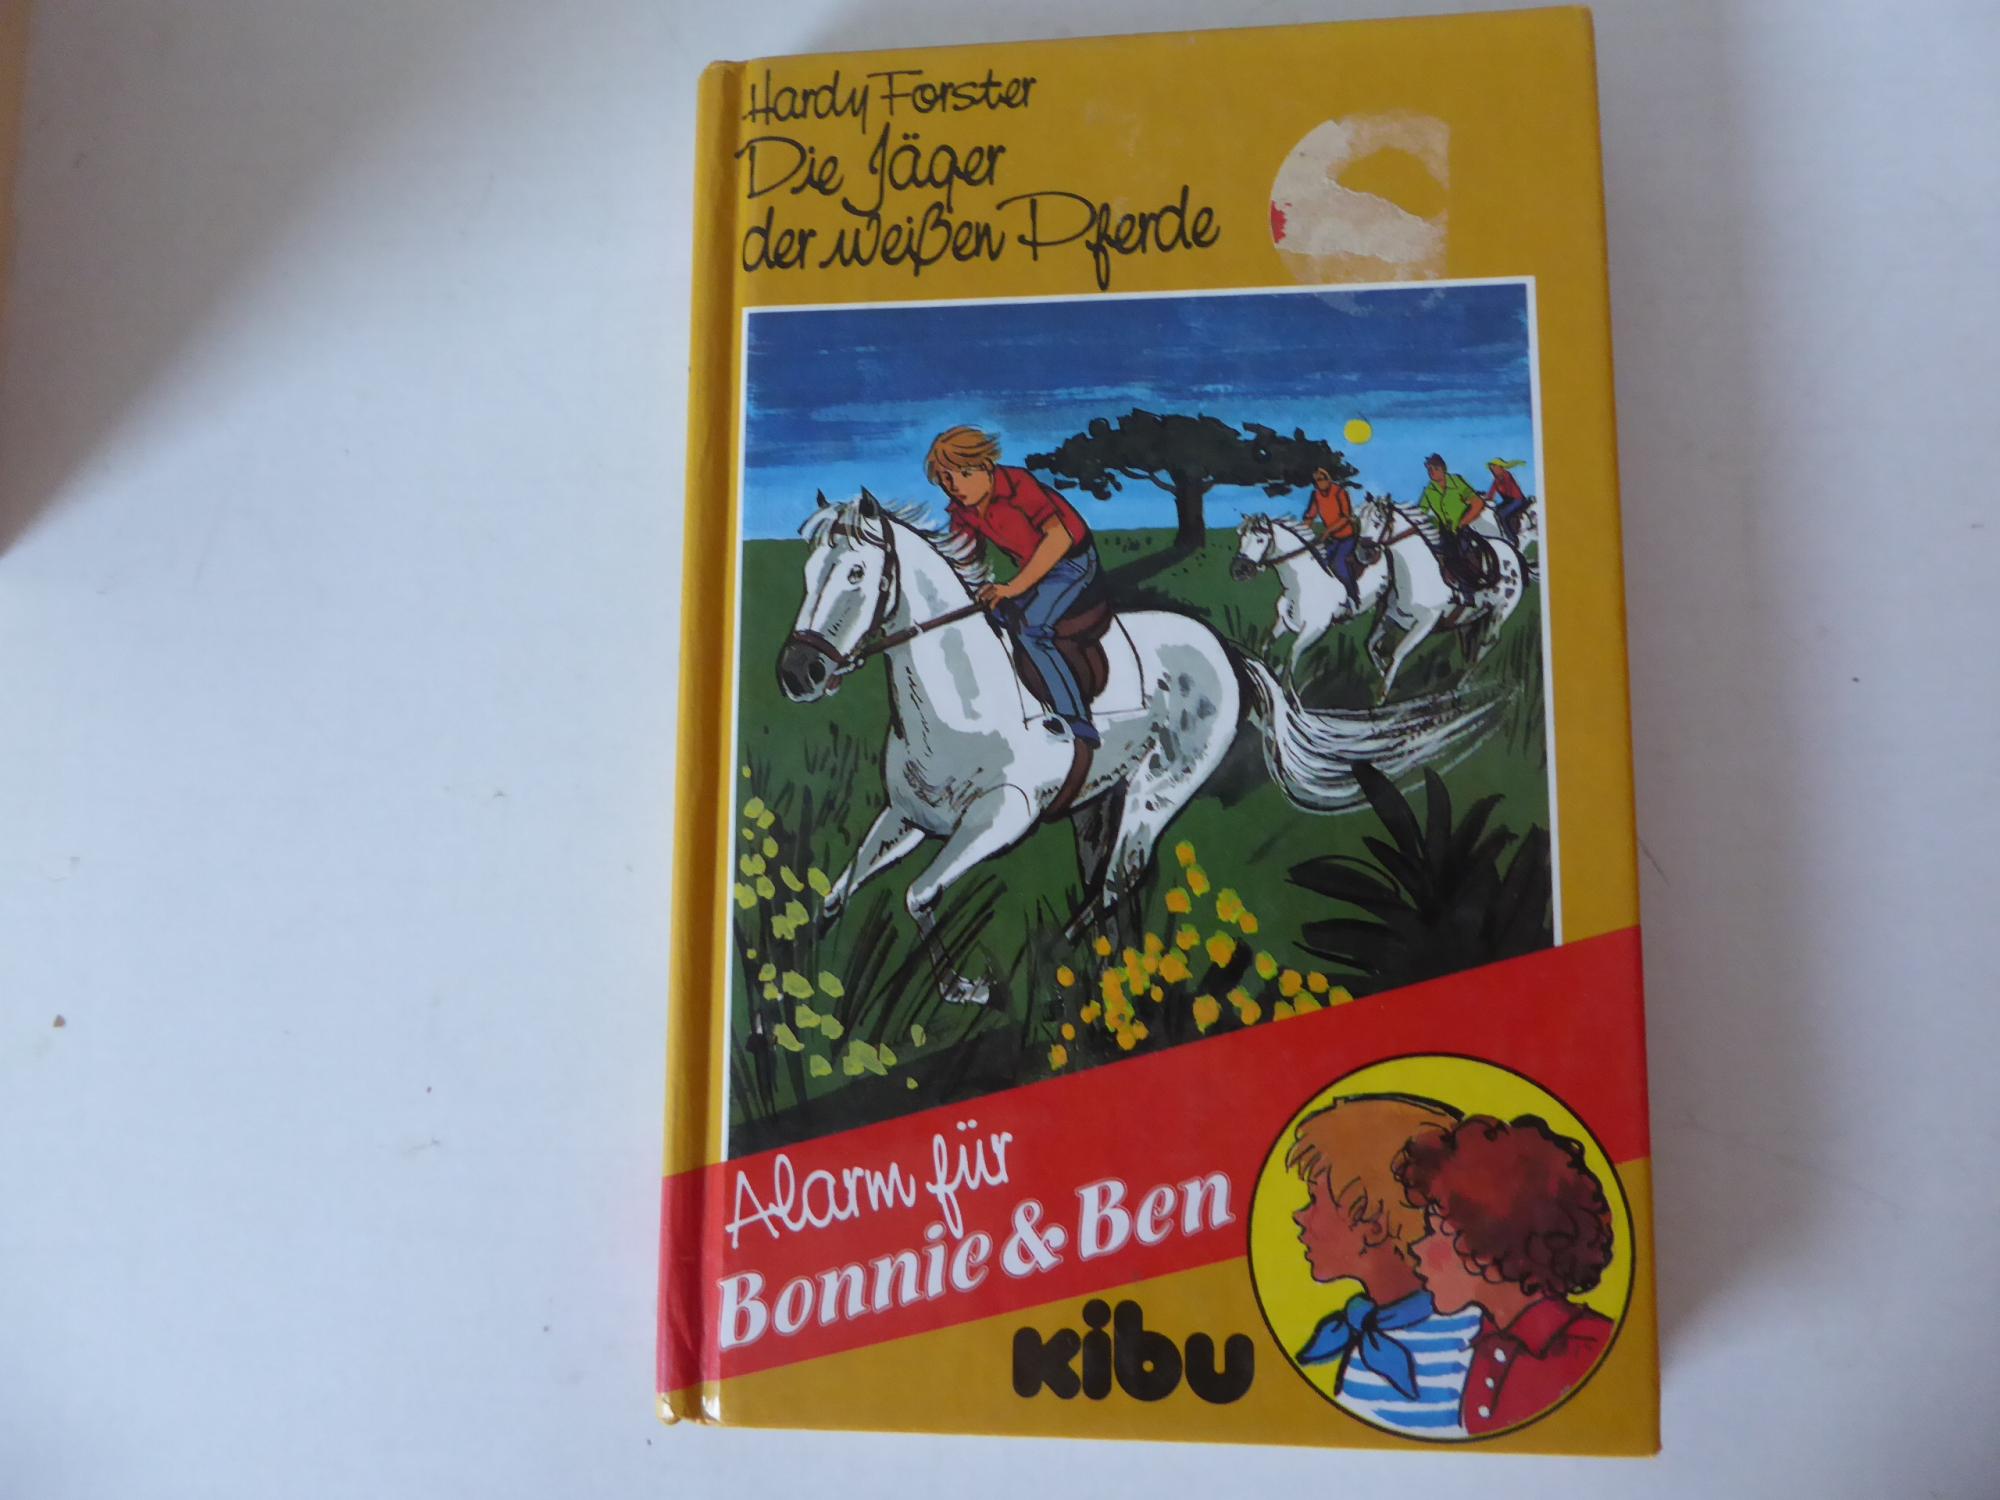 Hardy Forster
Die Jäger
der weißen Pferde
Alarm für
Bonnie & Ben
kibu